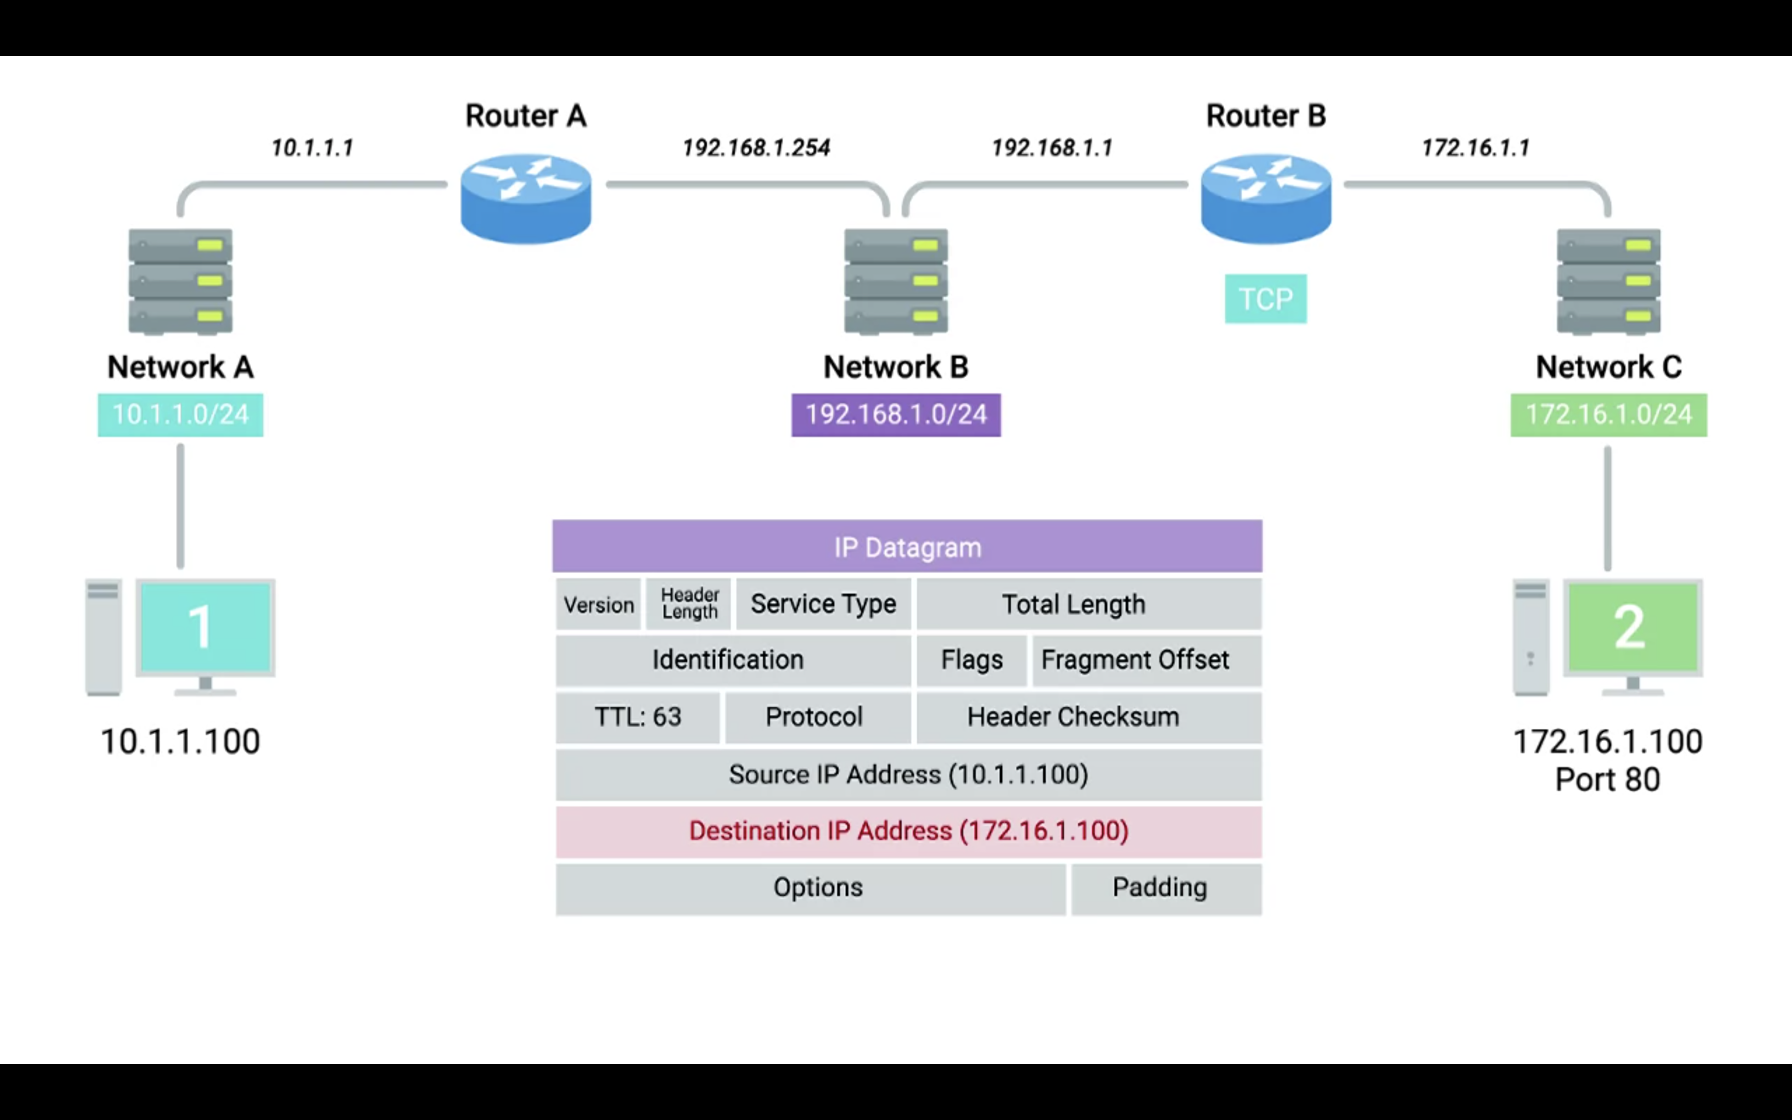 Router A
Router B
10.1.1.1
192.168.1.254
192.168.1.1
172.16.1.1
TCP
Network A
Network B
Network C
10.1.1.0/24
192.168.1.0/24
172.16.1.0/24
IP Datagram
Version
Header
Length
Service Type
Total Length
Identification
Flags
Fragment Offset
TTL: 63
Protocol
Header Checksum
Source IP Address (10.1.1.100)
Destination IP Address (172.16.1.100)
Options
Padding
1
10.1.1.100
2
172.16.1.100
Port 80